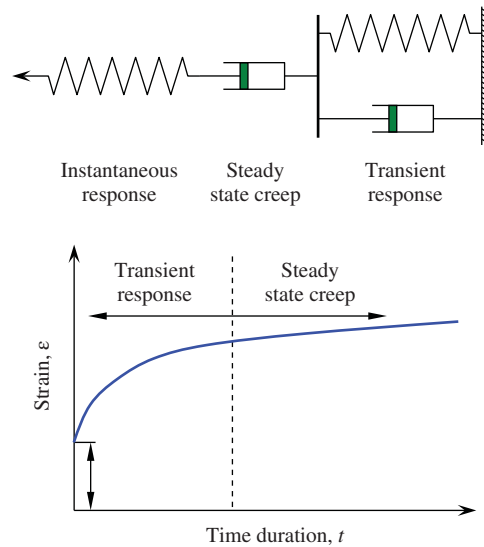 Instantaneous
response
Steady
state creep
Transient
response
Transient
response
Steady
state creep
Strain, ε
Time duration, t